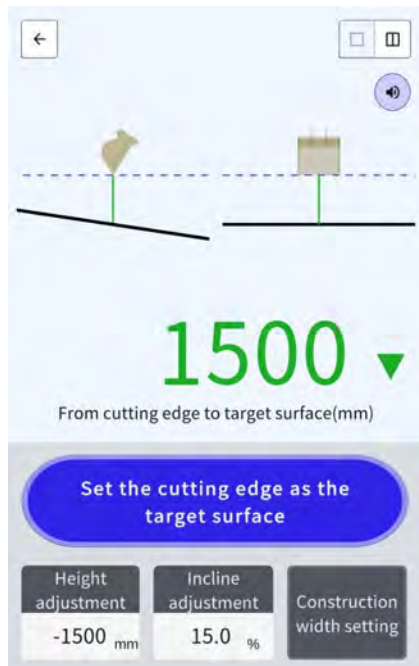 1500
From cutting edge to target surface(mm)
Set the cutting edge as the
target surface
Height
adjustment
-1500 mm
Incline
adjustment
15.0 %
Construction
width setting